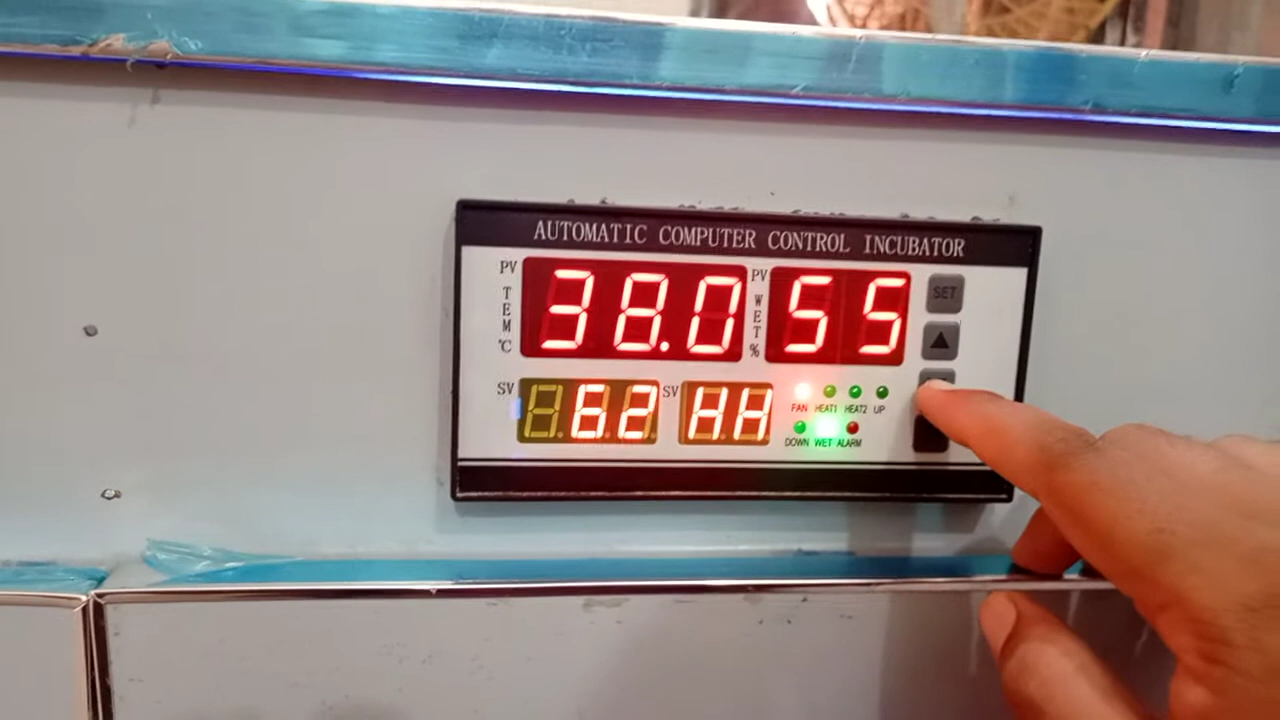 AUTOMATIC COMPUTER CONTROL INCUBATOR
PV TEM °C 38.0 PV WET % 55 SET
▲
SV 62 SV HH
FAN HEAT1 HEAT2 UP
DOWN WET ALARM